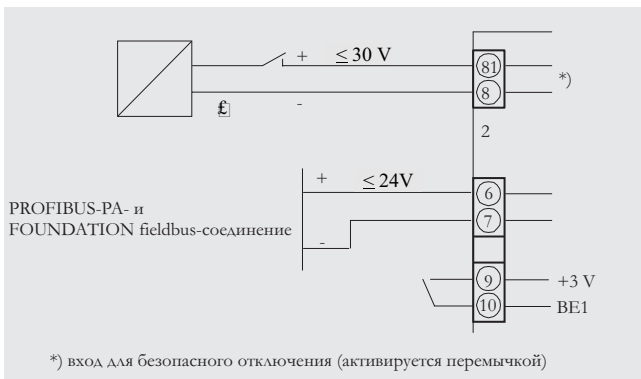 + ≤ 30 V
81
*)
8
£ -
2
+ ≤ 24V
6
PROFIBUS-PA- и
7
FOUNDATION fieldbus-соединение
-
9 +3 V
10 BE1
*) вход для безопасного отключения (активируется перемычкой)